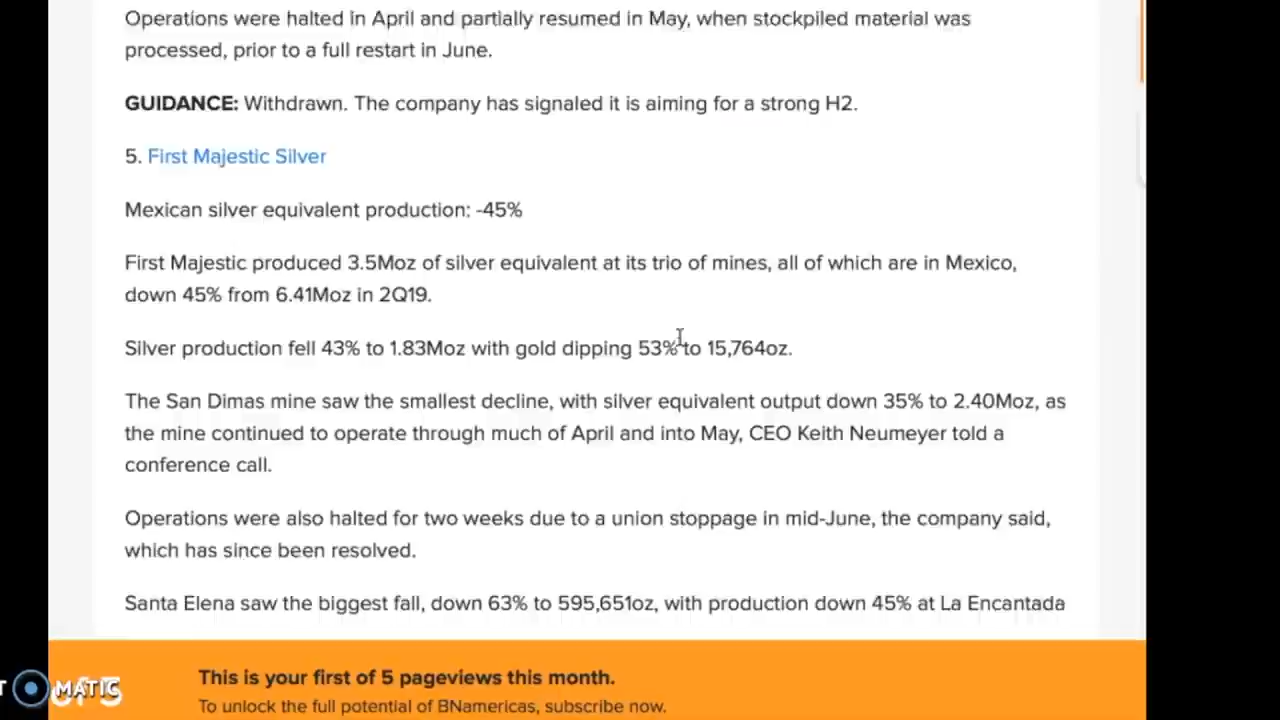 Operations were halted in April and partially resumed in May, when stockpiled material was
processed, prior to a full restart in June.
GUIDANCE: Withdrawn. The company has signaled it is aiming for a strong H2.
5. First Majestic Silver
Mexican silver equivalent production: -45%
First Majestic produced 3.5Moz of silver equivalent at its trio of mines, all of which are in Mexico,
down 45% from 6.41Moz in 2Q19.
Silver production fell 43% to 1.83Moz with gold dipping 53% to 15,764oz.
The San Dimas mine saw the smallest decline, with silver equivalent output down 35% to 2.40Moz, as
the mine continued to operate through much of April and into May, CEO Keith Neumeyer told a
conference call.
Operations were also halted for two weeks due to a union stoppage in mid-June, the company said,
which has since been resolved.
Santa Elena saw the biggest fall, down 63% to 595,651oz, with production down 45% at La Encantada
This is your first of 5 pageviews this month.
To unlock the full potential of BNamericas, subscribe now.
MATIC